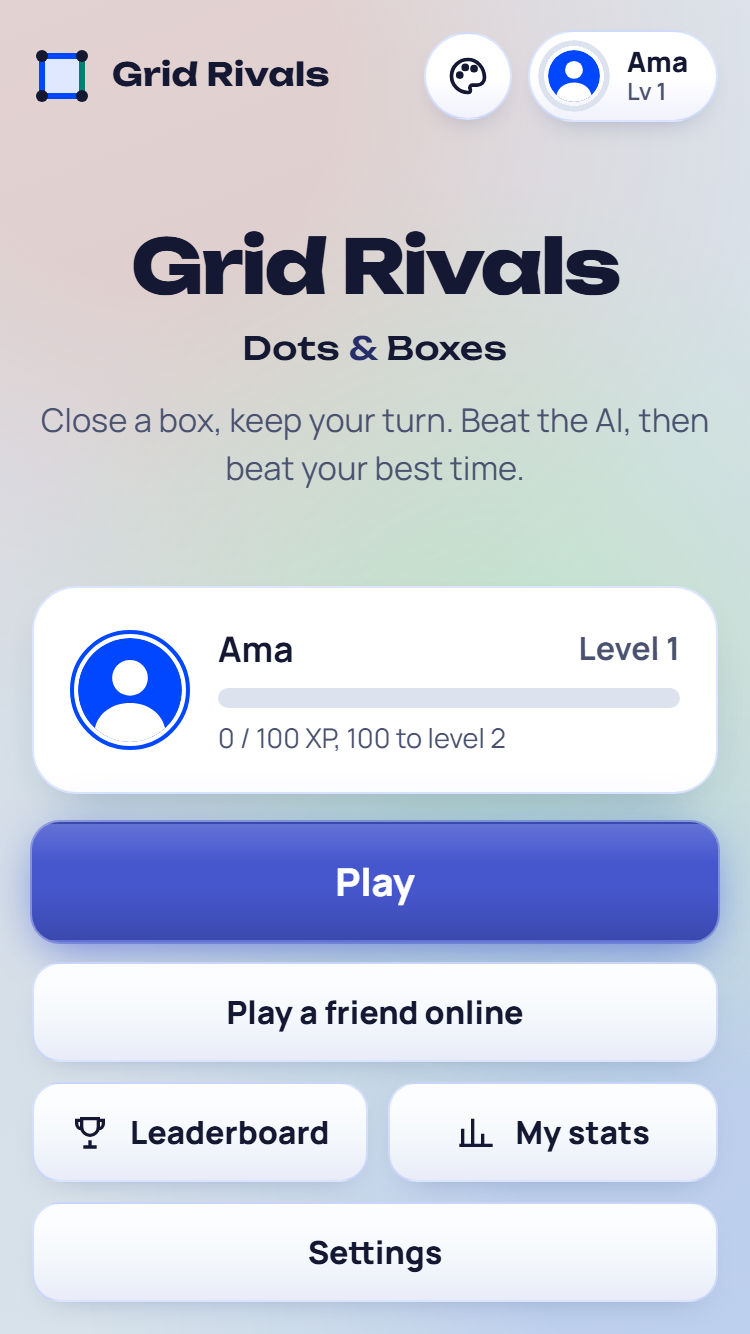 Grid Rivals
Ama
Lv 1
Grid Rivals
Dots & Boxes
Close a box, keep your turn. Beat the AI, then
beat your best time.
Ama
Level 1
0 / 100 XP, 100 to level 2
Play
Play a friend online
Leaderboard
My stats
Settings